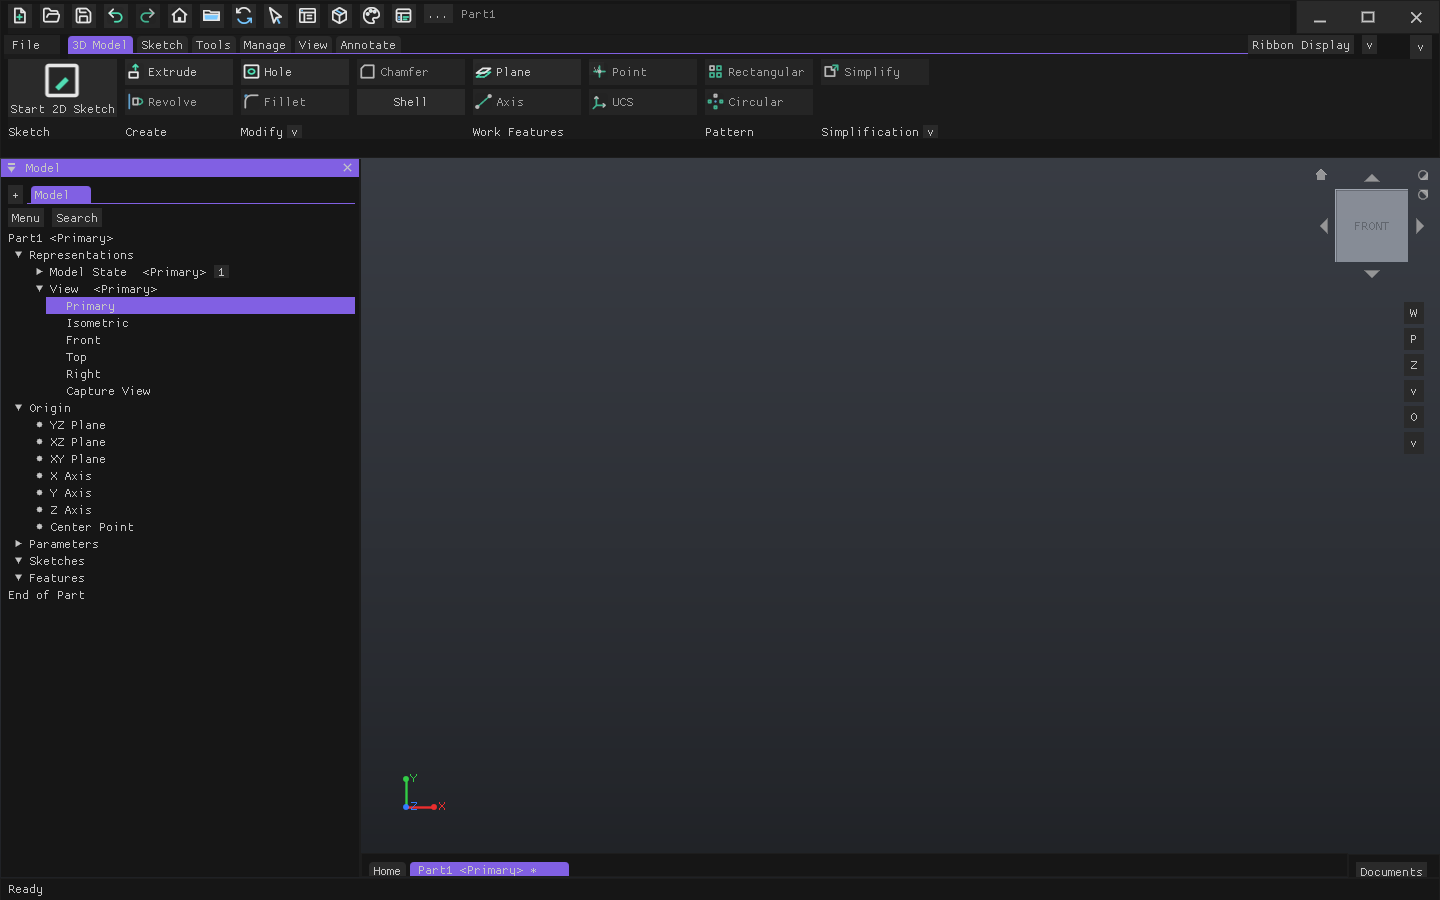 ... Part1
File 3D Model Sketch Tools Manage View Annotate Ribbon Display v v
Start 2D Sketch Extrude Hole Chamfer Plane Point Rectangular Simplify
Revolve Fillet Shell Axis UCS Circular
Sketch Create Modify v Work Features Pattern Simplification v
Model
+ Model
Menu Search
Part1 <Primary>
Representations
Model State <Primary> 1
View <Primary>
Primary
Isometric
Front
Top
Right
Capture View
Origin
YZ Plane
XZ Plane
XY Plane
X Axis
Y Axis
Z Axis
Center Point
Parameters
Sketches
Features
End of Part
FRONT
W
P
Z
v
O
v
Y
Z X
Home Part1 <Primary> * Documents
Ready